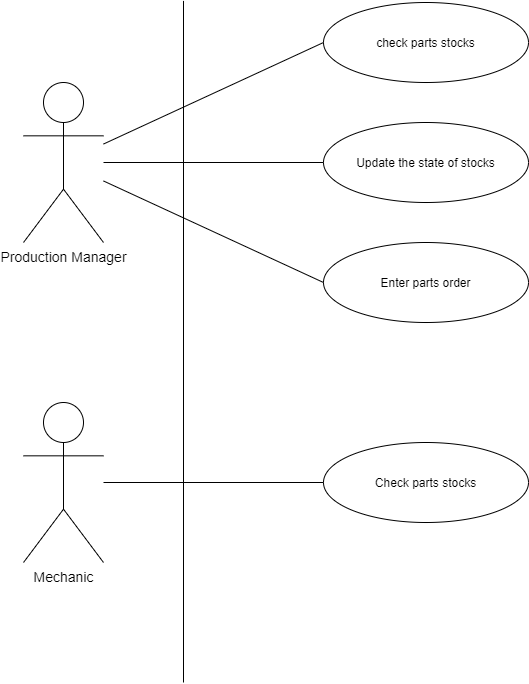 check parts stocks
Update the state of stocks
Production Manager
Enter parts order
Check parts stocks
Mechanic